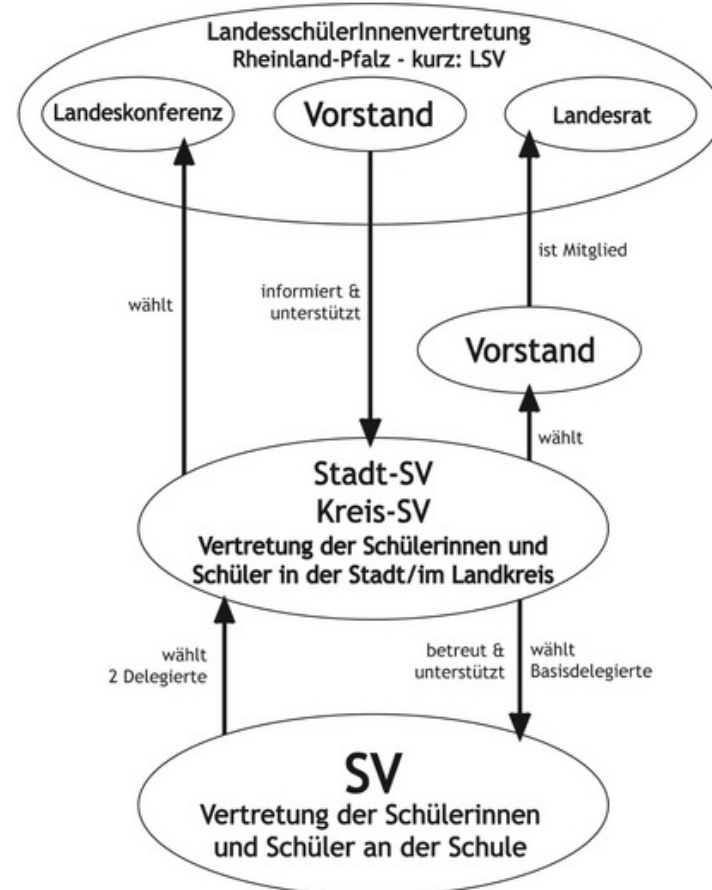 LandesschülerInnenvertretung
Rheinland-Pfalz - kurz: LSV
Landeskonferenz
Vorstand
Landesrat
ist Mitglied
wählt
informiert &
unterstützt
Vorstand
wählt
Stadt-SV
Kreis-SV
Vertretung der Schülerinnen und
Schüler in der Stadt/im Landkreis
wählt
2 Delegierte
betreut &
unterstützt
wählt
Basisdelegierte
SV
Vertretung der Schülerinnen
und Schüler an der Schule